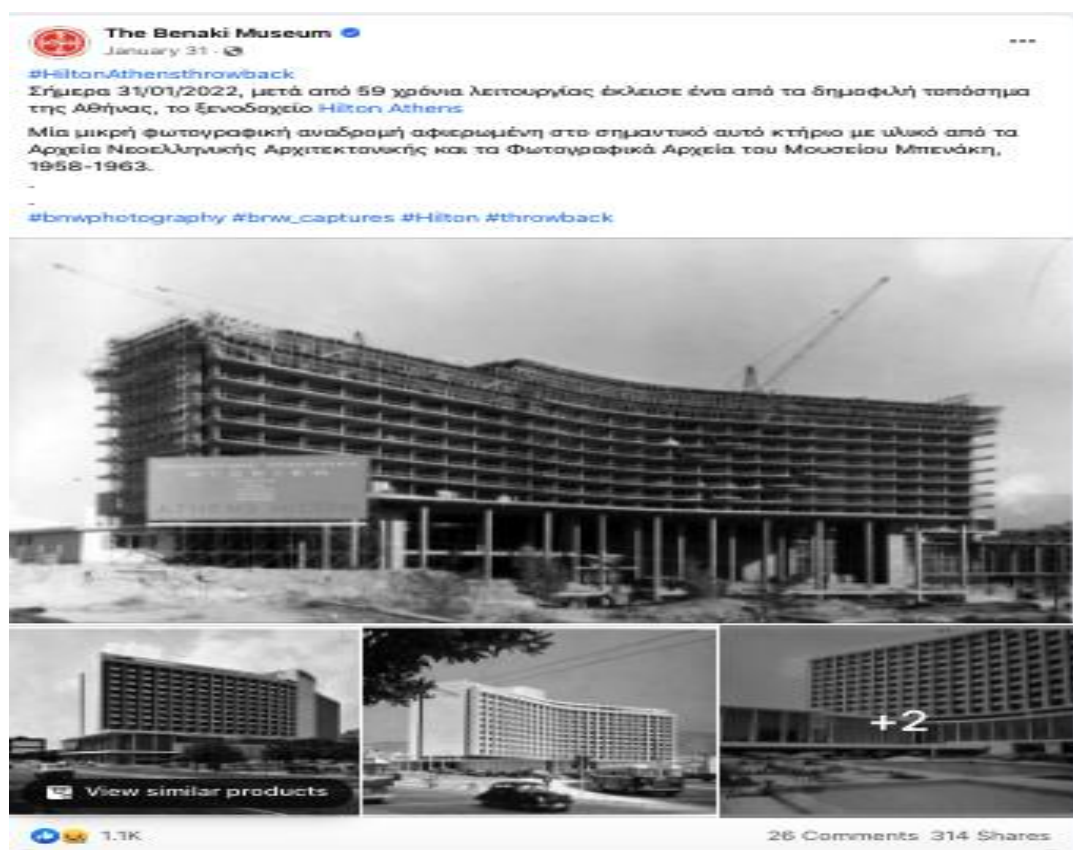 The Benaki Museum
January 31 ·
#HiltonAthensthrowback
Σήμερα 31/01/2022, μετά από 59 χρόνια λειτουργίας έκλεισε ένα από τα δημοφιλή τοπόσημα
της Αθήνας, το ξενοδοχείο Hilton Athens
Μία μικρή φωτογραφική αναδρομή αφιερωμένη στο σημαντικό αυτό κτήριο με υλικό από τα
Αρχεία Νεοελληνικής Αρχιτεκτονικής και τα Φωτογραφικά Αρχεία του Μουσείου Μπενάκη,
1958-1963.
-
-
#bnwphotography #brw_captures #Hilton #throwback
+2
View similar products
1.1K
26 Comments 314 Shares